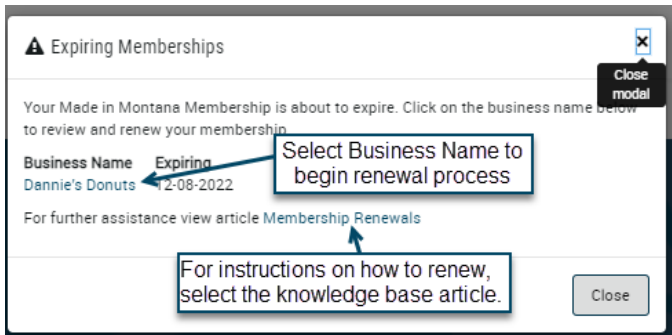 Expiring Memberships
Close
modal
Your Made in Montana Membership is about to expire. Click on the business name below
to review and renew your membership
Business Name Expiring
Dannie's Donuts 12-08-2022
Select Business Name to
begin renewal process
For further assistance view article Membership Renewals
For instructions on how to renew,
select the knowledge base article.
Close